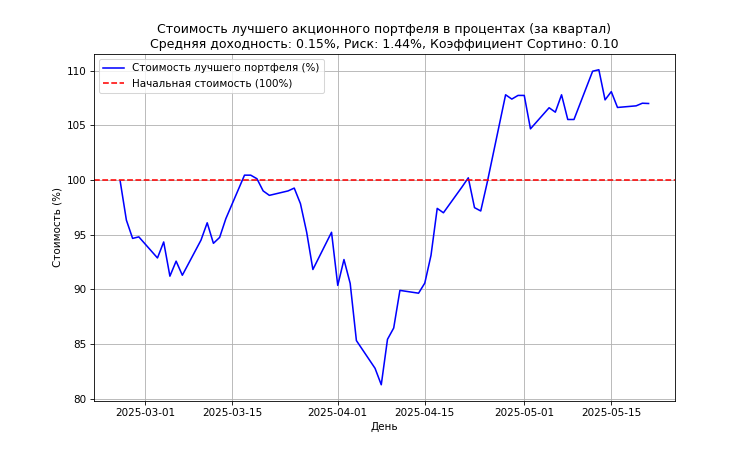 Стоимость лучшего акционного портфеля в процентах (за квартал)
Средняя доходность: 0.15%, Риск: 1.44%, Коэффициент Сортино: 0.10
Стоимость лучшего портфеля (%)
Начальная стоимость (100%)
Стоимость (%)
110
105
100
95
90
85
80
2025-03-01 2025-03-15 2025-04-01 2025-04-15 2025-05-01 2025-05-15
День